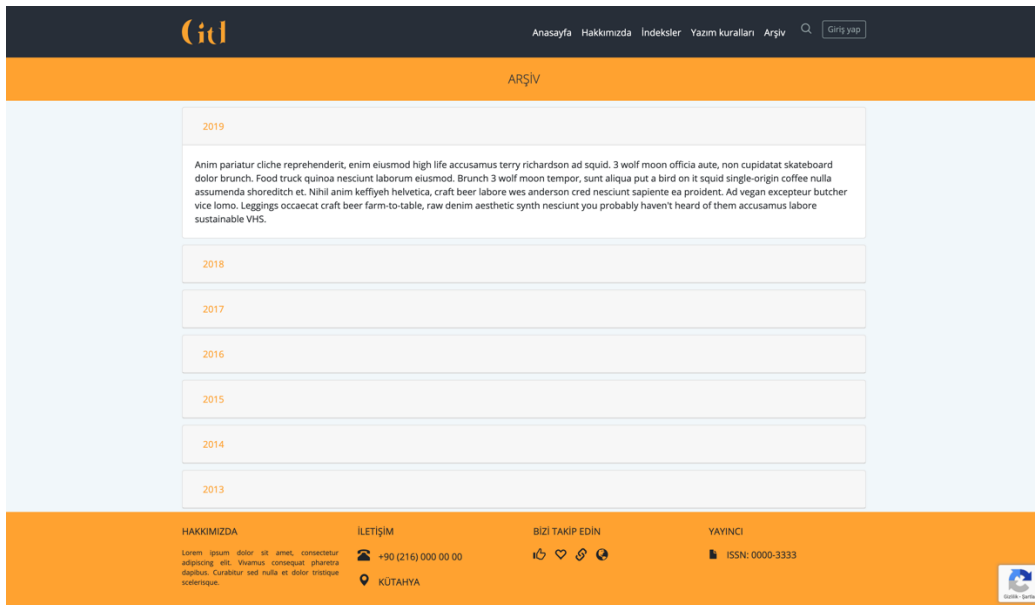 Gitd
Anasayfa Hakkımızda İndeksler Yazım kuralları Arşiv Giriş yap
ARŞİV
2019
Anim pariatur cliche reprehenderit, enim eiusmod high life accusamus terry richardson ad squid. 3 wolf moon officia aute, non cupidatat skateboard
dolor brunch. Food truck quinoa nesciunt laborum eiusmod. Brunch 3 wolf moon tempor, sunt aliqua put a bird on it squid single-origin coffee nulla
assumenda shoreditch et. Nihil anim keffiyeh helvetica, craft beer labore wes anderson cred nesciunt sapiente ea proident. Ad vegan excepteur butcher
vice lomo. Leggings occaecat craft beer farm-to-table, raw denim aesthetic synth nesciunt you probably haven't heard of them accusamus labore
sustainable VHS.
2018
2017
2016
2015
2014
2013
HAKKIMIZDA
Lorem ipsum dolor sit amet, consectetur
adipiscing elit. Vivamus consequat pharetra
dapibus. Curabitur sed nulla et dolor tristique
scelerisque.
İLETİŞİM
+90 (216) 000 00 00
KÜTAHYA
BİZİ TAKİP EDİN
YAYINCI
ISSN: 0000-3333
Gizlilik - Şartlar